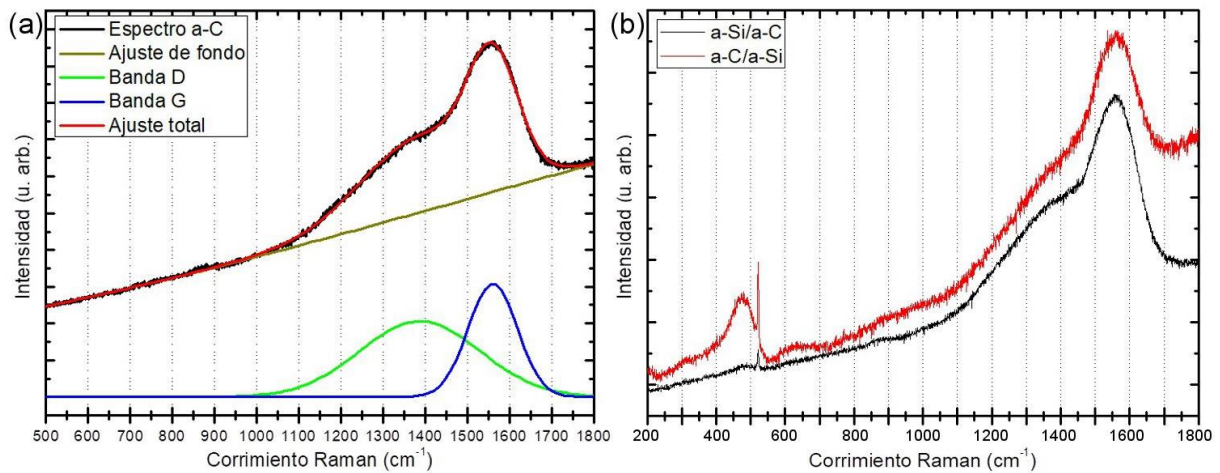 (a)
Espectro a-C
Ajuste de fondo
Banda D
Banda G
Ajuste total
Intensidad (u. arb.)
500 600 700 800 900 1000 1100 1200 1300 1400 1500 1600 1700 1800
Corrimiento Raman (cm⁻¹)
(b)
a-Si/a-C
a-C/a-Si
Intensidad (u. arb.)
200 400 600 800 1000 1200 1400 1600 1800
Corrimiento Raman (cm⁻¹)